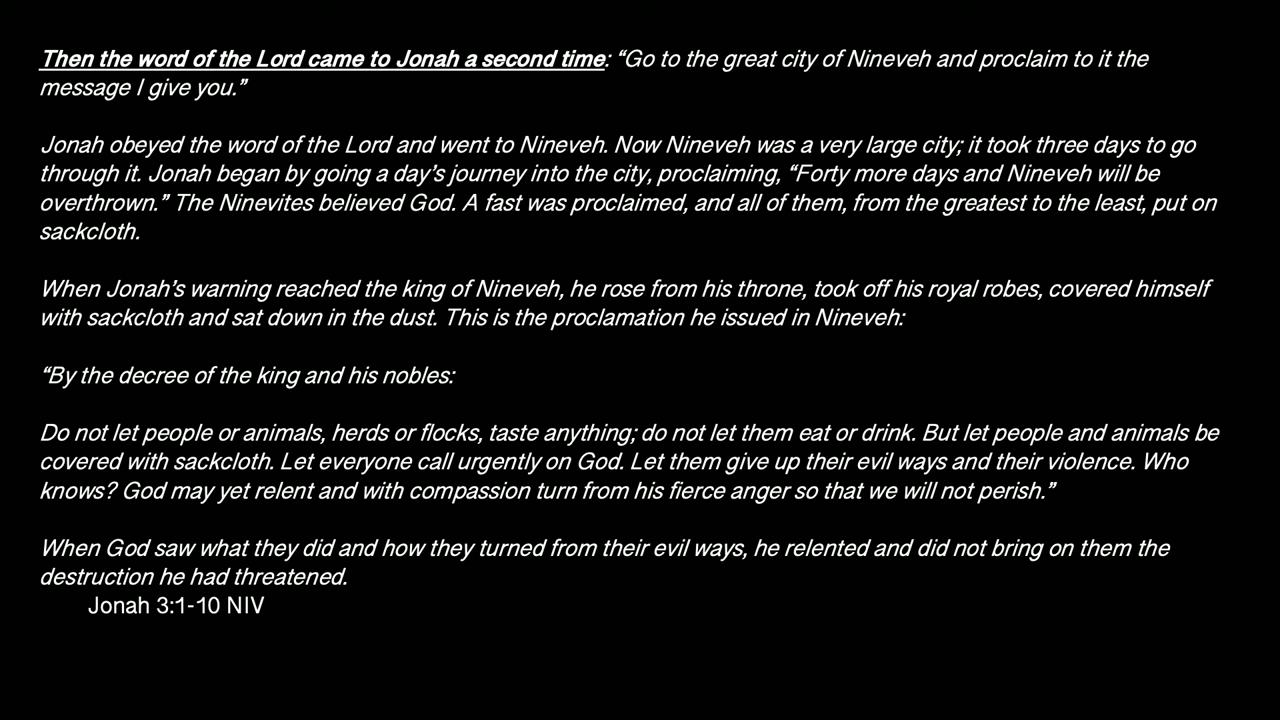 Then the word of the Lord came to Jonah a second time: “Go to the great city of Nineveh and proclaim to it the
message I give you.”
Jonah obeyed the word of the Lord and went to Nineveh. Now Nineveh was a very large city; it took three days to go
through it. Jonah began by going a day’s journey into the city, proclaiming, “Forty more days and Nineveh will be
overthrown.” The Ninevites believed God. A fast was proclaimed, and all of them, from the greatest to the least, put on
sackcloth.
When Jonah’s warning reached the king of Nineveh, he rose from his throne, took off his royal robes, covered himself
with sackcloth and sat down in the dust. This is the proclamation he issued in Nineveh:
“By the decree of the king and his nobles:
Do not let people or animals, herds or flocks, taste anything; do not let them eat or drink. But let people and animals be
covered with sackcloth. Let everyone call urgently on God. Let them give up their evil ways and their violence. Who
knows? God may yet relent and with compassion turn from his fierce anger so that we will not perish.”
When God saw what they did and how they turned from their evil ways, he relented and did not bring on them the
destruction he had threatened.
Jonah 3:1-10 NIV